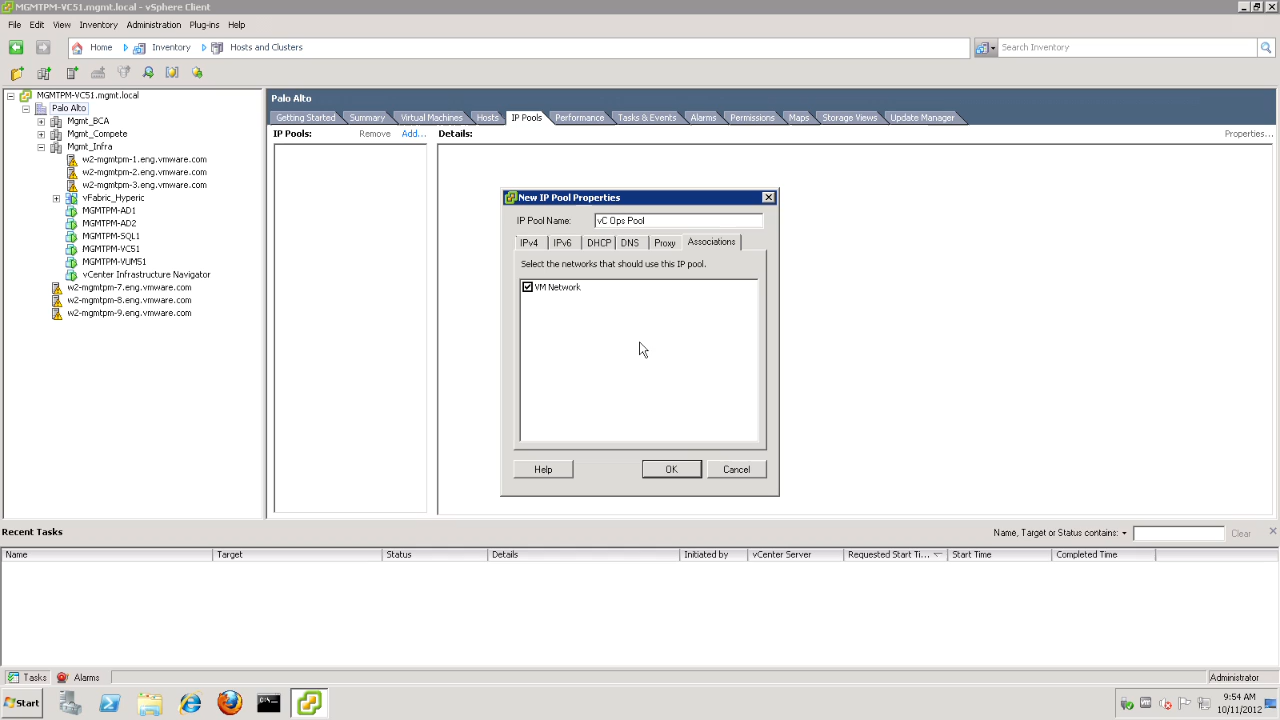 MGMTPM-VC51.mgmt.local - vSphere Client
File Edit View Inventory Administration Plug-ins Help
Home Inventory Hosts and Clusters Search Inventory
MGMTPM-VC51.mgmt.local
Palo Alto
Mgmt_BCA
Mgmt_Compete
Mgmt_Infra
w2-mgmtpm-1.eng.vmware.com
w2-mgmtpm-2.eng.vmware.com
w2-mgmtpm-3.eng.vmware.com
vFabric_Hyperic
MGMTPM-AD1
MGMTPM-AD2
MGMTPM-SQL1
MGMTPM-VC51
MGMTPM-VUM51
vCenter Infrastructure Navigator
w2-mgmtpm-7.eng.vmware.com
w2-mgmtpm-8.eng.vmware.com
w2-mgmtpm-9.eng.vmware.com
Palo Alto
Getting Started Summary Virtual Machines Hosts IP Pools Performance Tasks & Events Alarms Permissions Maps Storage Views Update Manager
IP Pools: Remove Add... Details: Properties...
New IP Pool Properties
IP Pool Name: vC Ops Pool
IPv4 IPv6 DHCP DNS Proxy Associations
Select the networks that should use this IP pool.
VM Network
Help OK Cancel
Recent Tasks Name, Target or Status contains: Clear
Name Target Status Details Initiated by vCenter Server Requested Start Ti... Start Time Completed Time
Tasks Alarms Administrator
Start 9:54 AM
10/11/2012